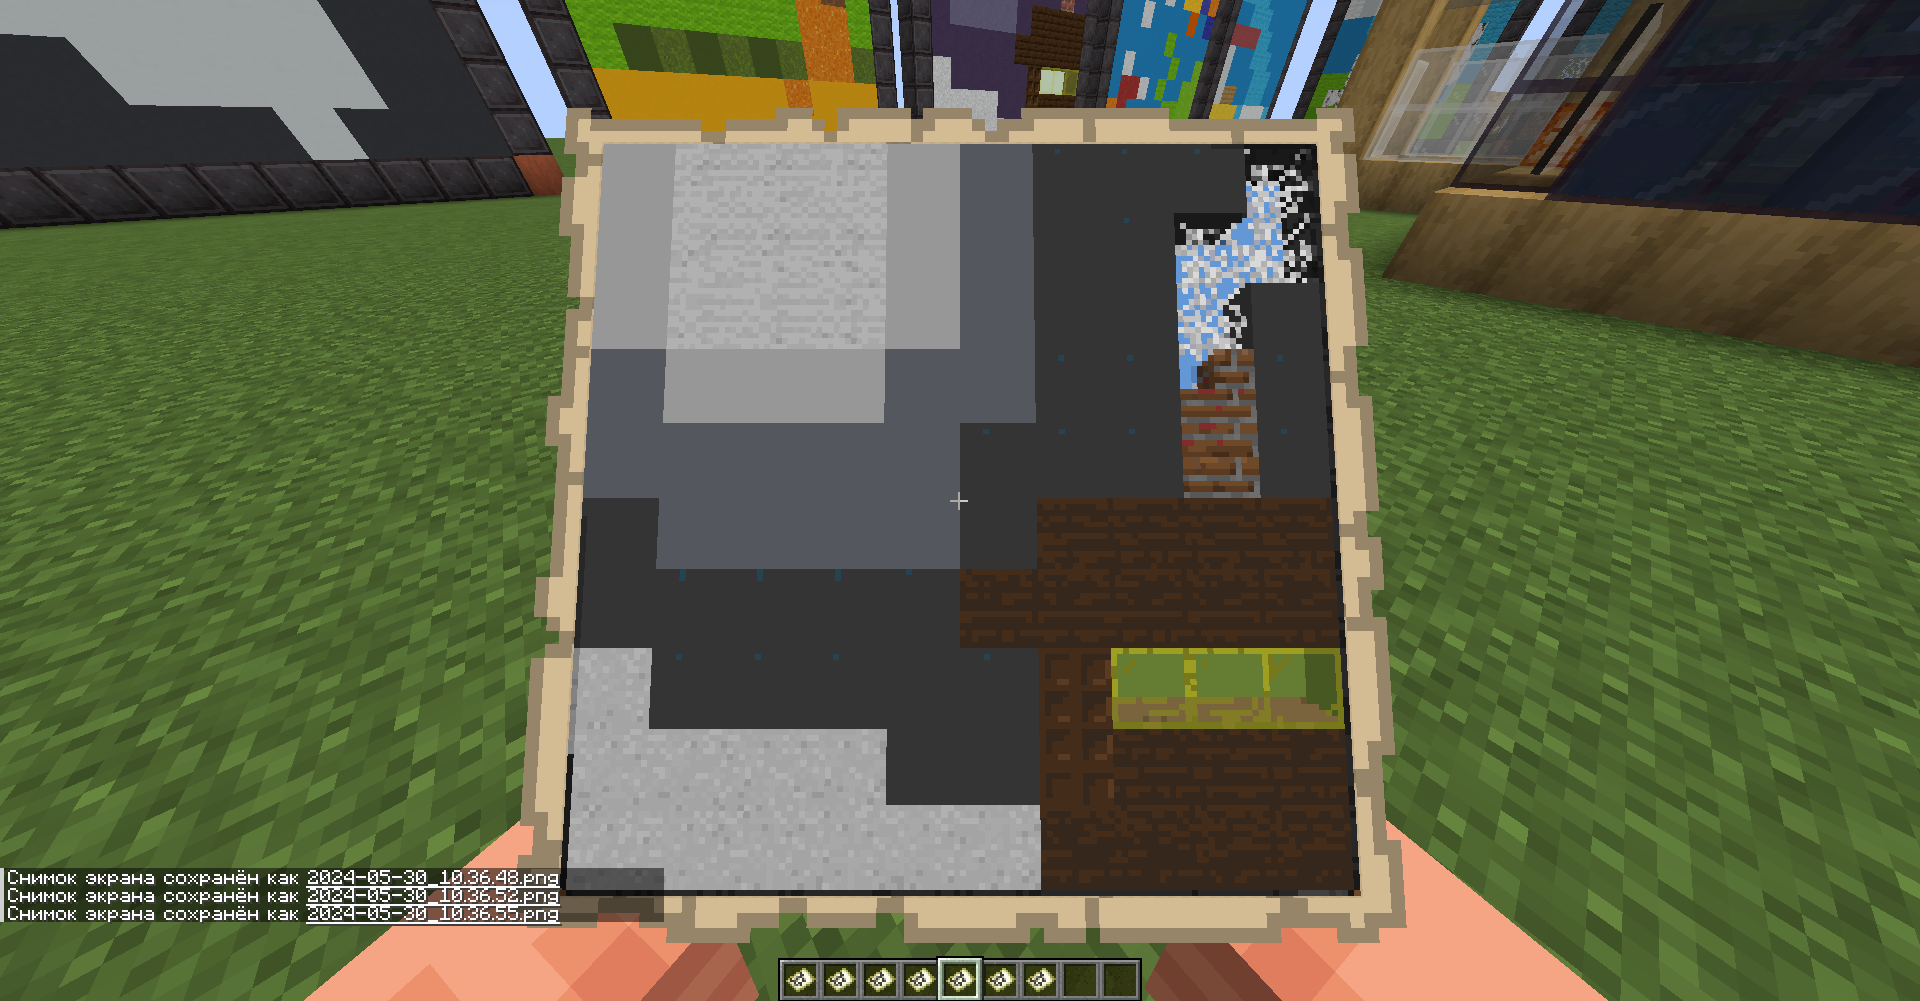 Снимок экрана сохранён как 2024-05-30_10.36.48.png
Снимок экрана сохранён как 2024-05-30_10.36.52.png
Снимок экрана сохранён как 2024-05-30_10.36.55.png